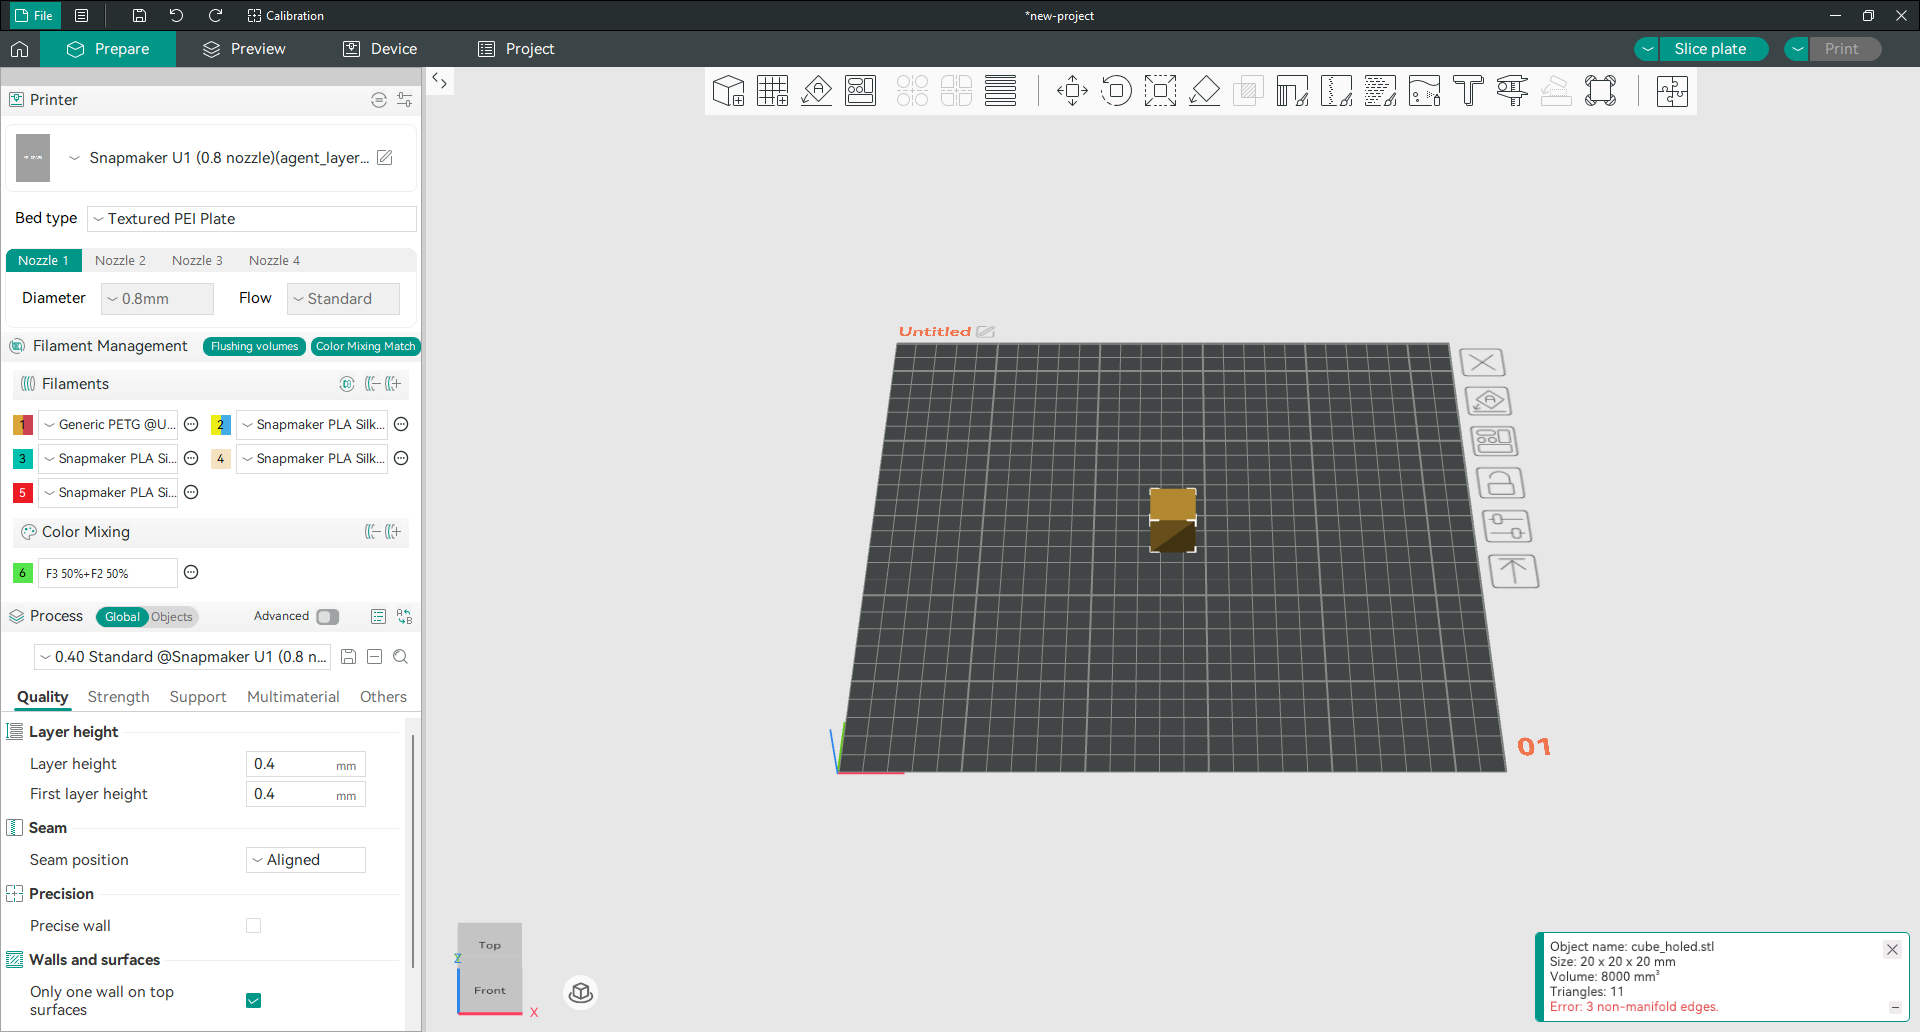 File
Calibration
*new-project
Prepare
Preview
Device
Project
Slice plate
Print
Printer
Snapmaker U1 (0.8 nozzle)(agent_layer...
Bed type
Textured PEI Plate
Nozzle 1
Nozzle 2
Nozzle 3
Nozzle 4
Diameter
0.8mm
Flow
Standard
Filament Management
Flushing volumes
Color Mixing Match
Filaments
1
Generic PETG @U...
2
Snapmaker PLA Silk...
3
Snapmaker PLA Si...
4
Snapmaker PLA Silk...
5
Snapmaker PLA Si...
Color Mixing
6
F3 50%+F2 50%
Process
Global
Objects
Advanced
0.40 Standard @Snapmaker U1 (0.8 n...
Quality
Strength
Support
Multimaterial
Others
Layer height
Layer height
0.4
mm
First layer height
0.4
mm
Seam
Seam position
Aligned
Precision
Precise wall
Walls and surfaces
Only one wall on top
surfaces
Untitled
01
Top
Z
Front
X
Object name: cube_holed.stl
Size: 20 x 20 x 20 mm
Volume: 8000 mm³
Triangles: 11
Error: 3 non-manifold edges.